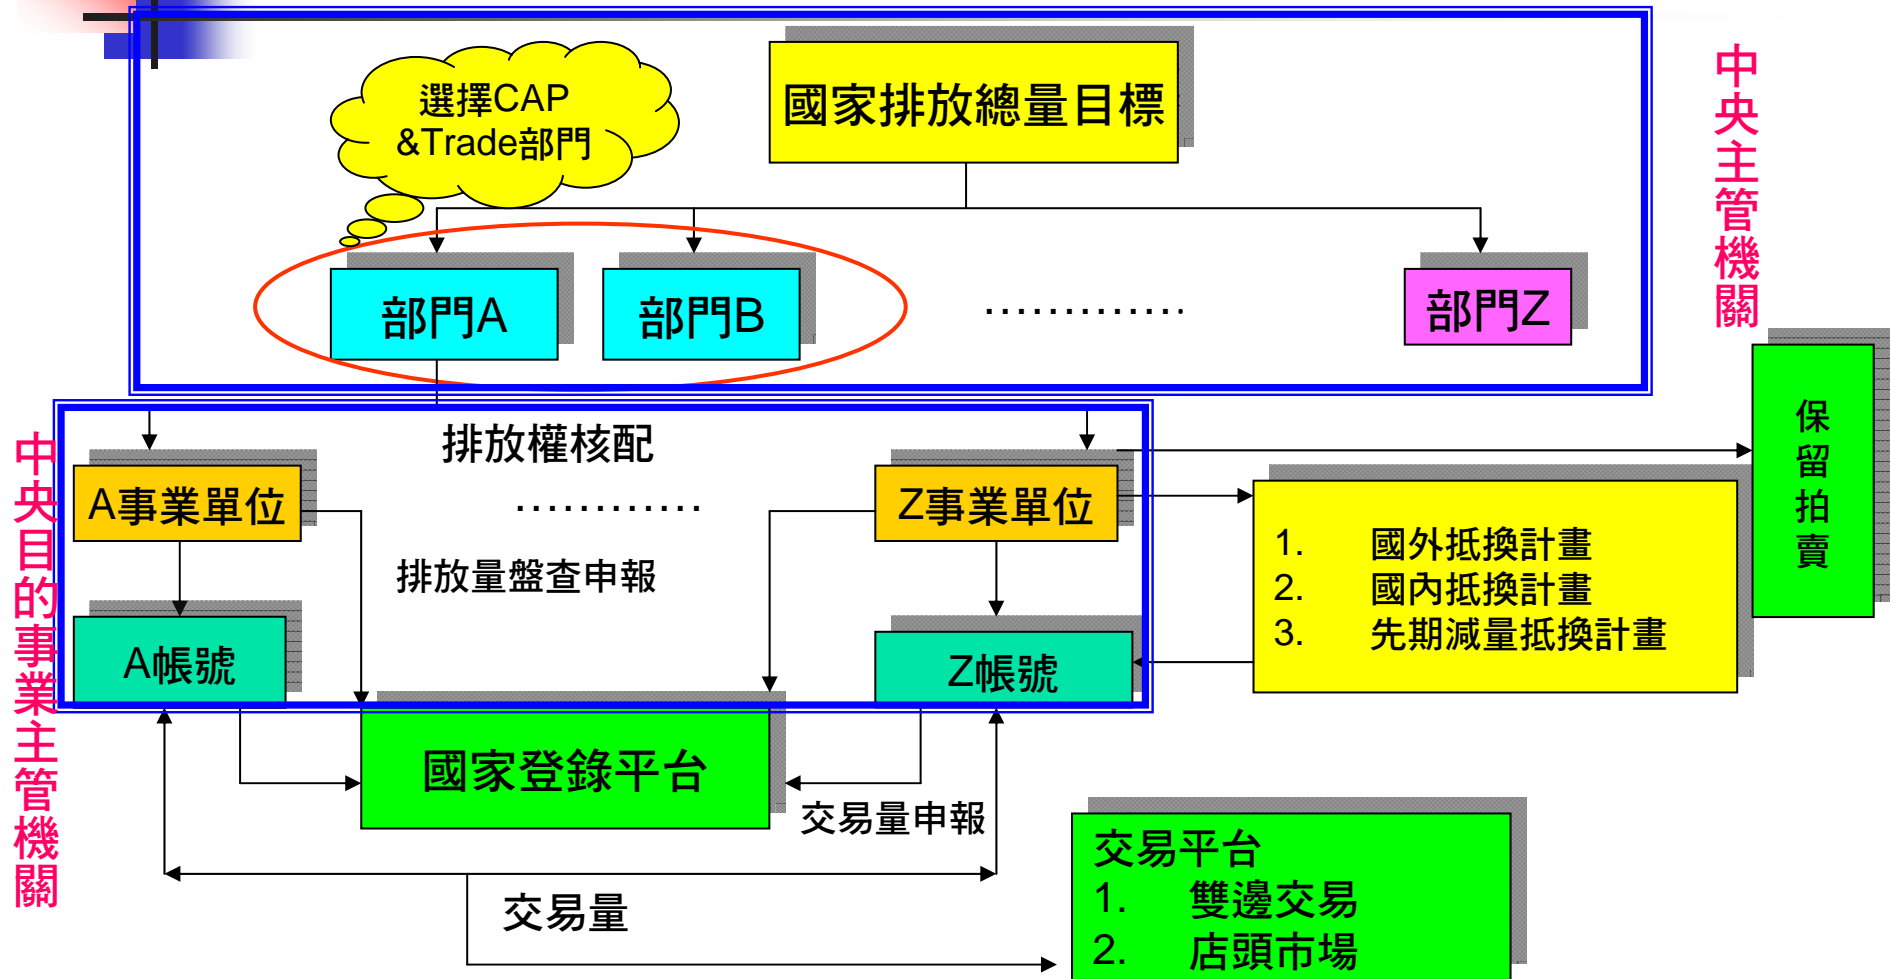 選擇CAP
&Trade部門
國家排放總量目標
中央主管機關
部門A
部門B
.............
部門Z
保留拍賣
中央目的事業主管機關
排放權核配
A事業單位
............
Z事業單位
排放量盤查申報
1. 國外抵換計畫
2. 國內抵換計畫
3. 先期減量抵換計畫
A帳號
Z帳號
國家登錄平台
交易量申報
交易量
交易平台
1. 雙邊交易
2. 店頭市場